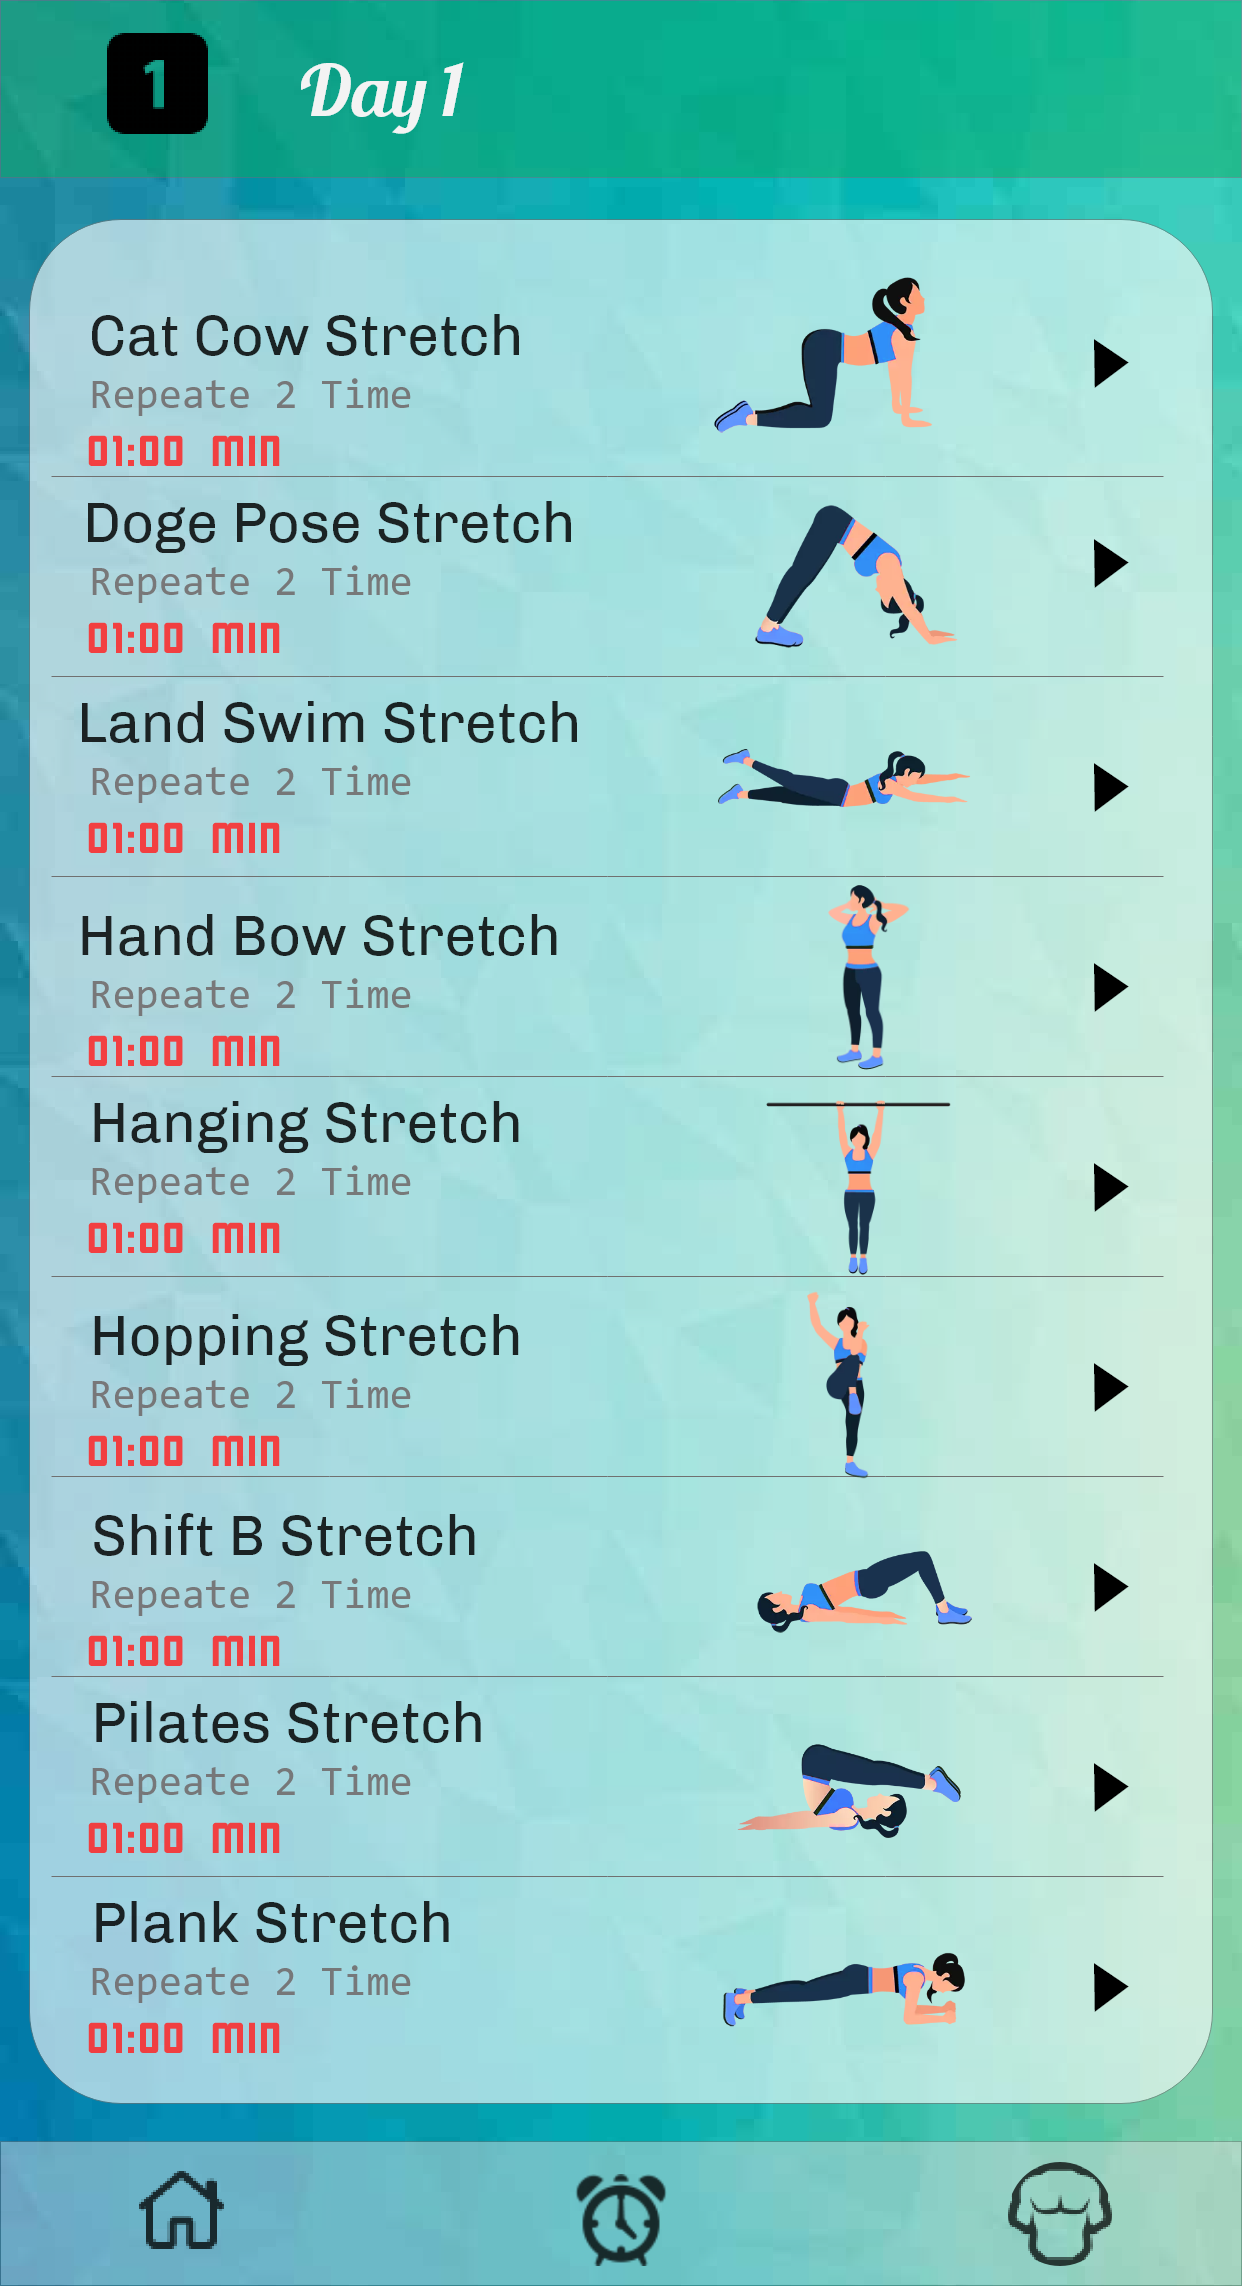 1
Day 1
Cat Cow Stretch
Repeate 2 Time
01:00 MIN
Doge Pose Stretch
Repeate 2 Time
01:00 MIN
Land Swim Stretch
Repeate 2 Time
01:00 MIN
Hand Bow Stretch
Repeate 2 Time
01:00 MIN
Hanging Stretch
Repeate 2 Time
01:00 MIN
Hopping Stretch
Repeate 2 Time
01:00 MIN
Shift B Stretch
Repeate 2 Time
01:00 MIN
Pilates Stretch
Repeate 2 Time
01:00 MIN
Plank Stretch
Repeate 2 Time
01:00 MIN